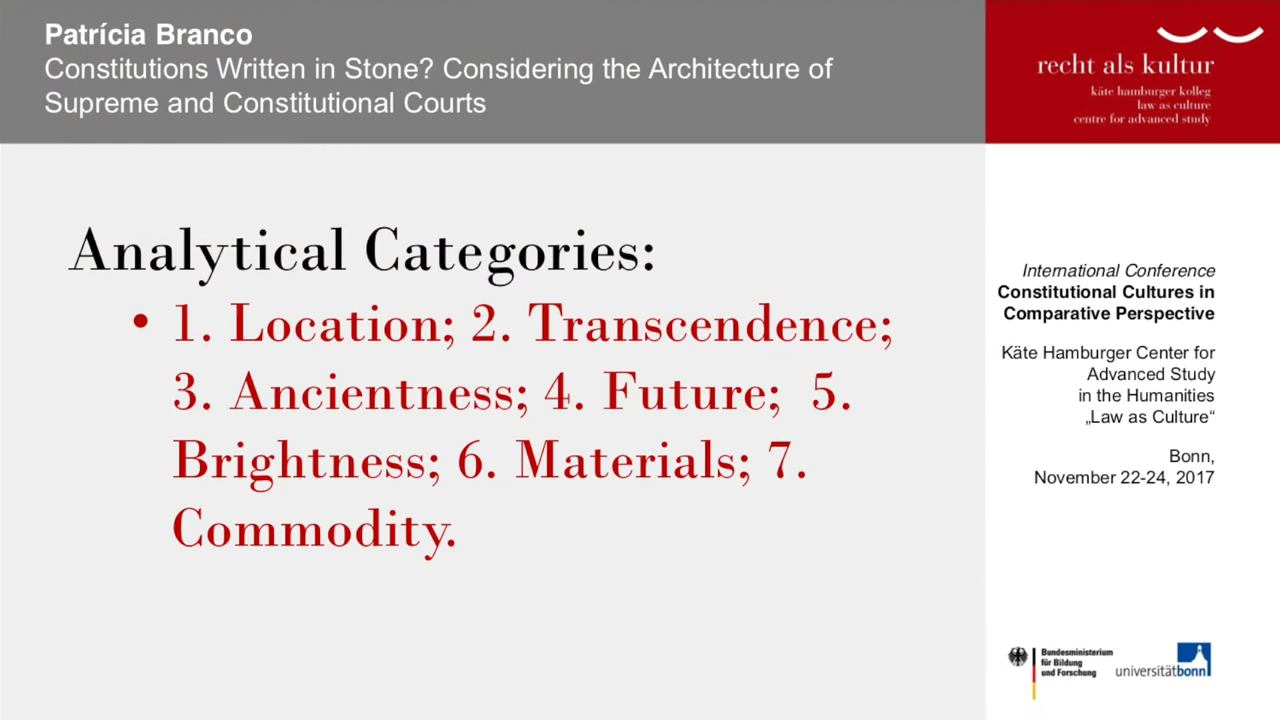 Patrícia Branco
Constitutions Written in Stone? Considering the Architecture of
Supreme and Constitutional Courts
recht als kultur
käte hamburger kolleg
law as culture
centre for advanced study
Analytical Categories:
• 1. Location; 2. Transcendence;
3. Ancientness; 4. Future;  5.
Brightness; 6. Materials; 7.
Commodity.
International Conference
Constitutional Cultures in
Comparative Perspective
Käte Hamburger Center for
Advanced Study
in the Humanities
„Law as Culture“
Bonn,
November 22-24, 2017
Bundesministerium
für Bildung
und Forschung
universitätbonn